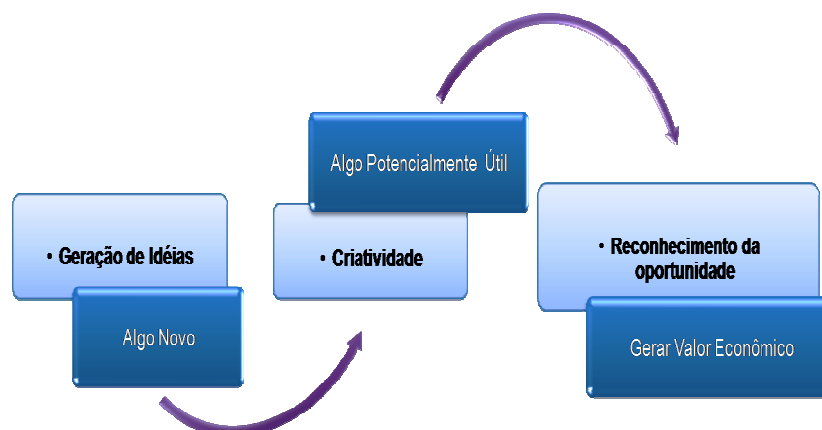 • Geração de Idéias
Algo Novo
Algo Potencialmente Útil
• Criatividade
• Reconhecimento da
oportunidade
Gerar Valor Econômico